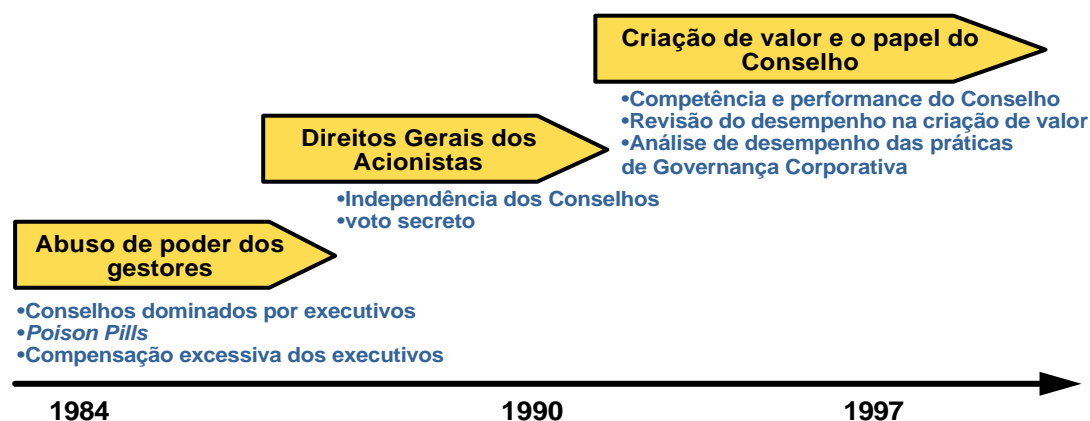 Criação de valor e o papel do
Conselho
•Competência e performance do Conselho
•Revisão do desempenho na criação de valor
•Análise de desempenho das práticas
de Governança Corporativa
Direitos Gerais dos
Acionistas
•Independência dos Conselhos
•voto secreto
Abuso de poder dos
gestores
•Conselhos dominados por executivos
•Poison Pills
•Compensação excessiva dos executivos
1984
1990
1997